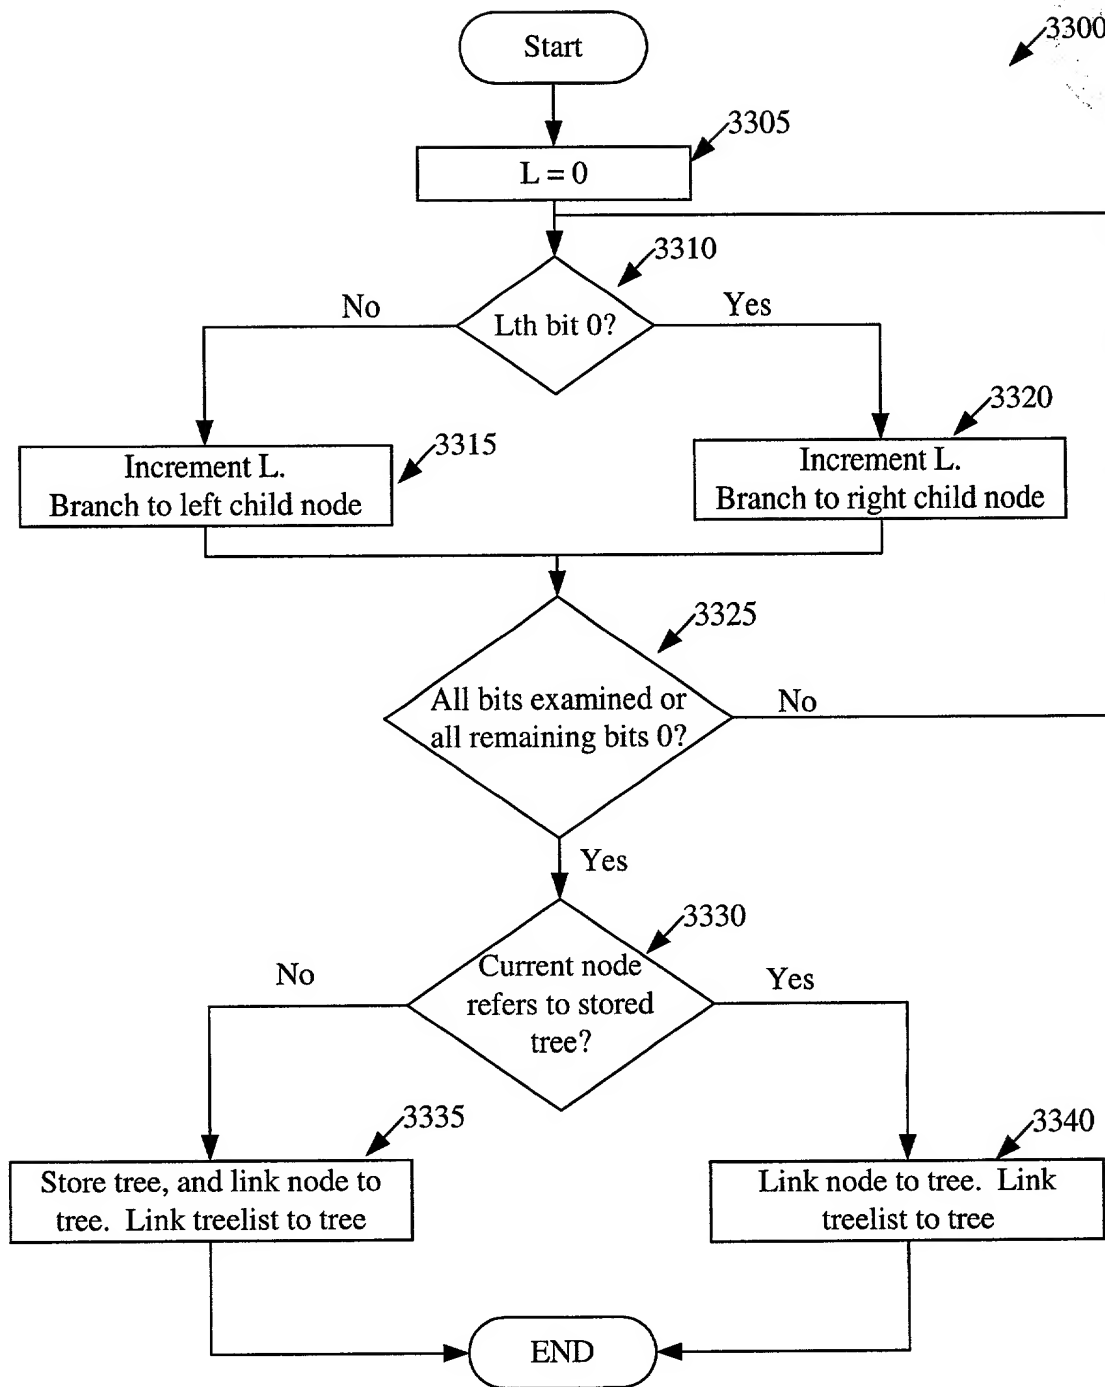 Start
3300
3305
L = 0
3310
No
Lth bit 0?
Yes
3315
3320
Increment L.
Branch to left child node
Increment L.
Branch to right child node
3325
All bits examined or
all remaining bits 0?
No
Yes
3330
No
Current node
refers to stored
tree?
Yes
3335
3340
Store tree, and link node to
tree.  Link treelist to tree
Link node to tree.  Link
treelist to tree
END